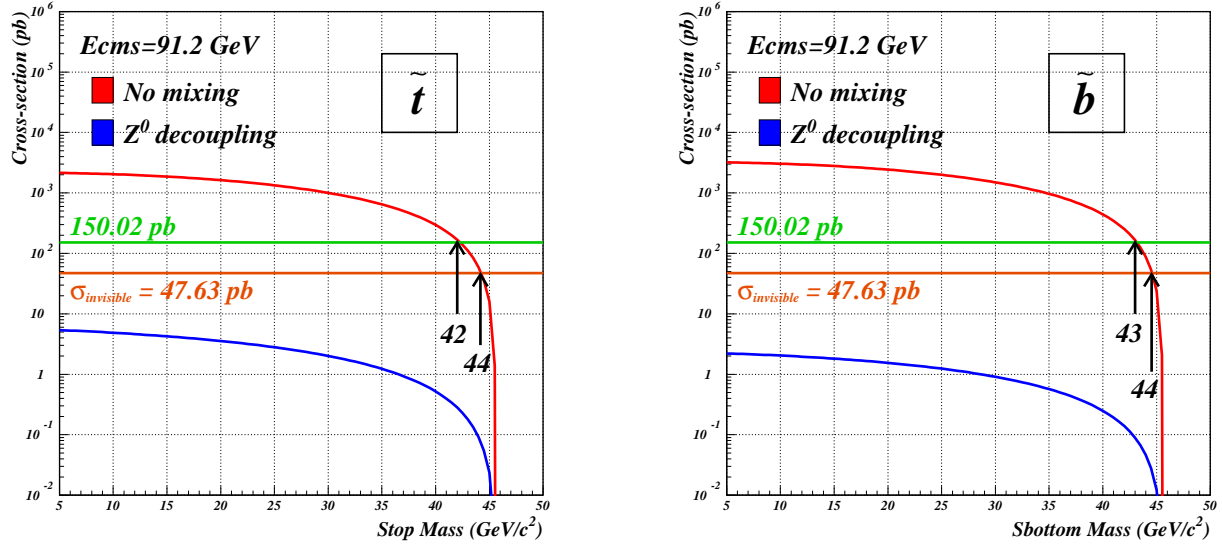 Cross-section (pb)
10^6
10^5
10^4
10^3
10^2
10
1
10^-1
10^-2
Ecms=91.2 GeV
No mixing
Z^0 decoupling
t̃
150.02 pb
σ_invisible = 47.63 pb
42
44
5 10 15 20 25 30 35 40 45 50
Stop Mass (GeV/c^2)
Cross-section (pb)
10^6
10^5
10^4
10^3
10^2
10
1
10^-1
10^-2
Ecms=91.2 GeV
No mixing
Z^0 decoupling
b̃
150.02 pb
σ_invisible = 47.63 pb
43
44
5 10 15 20 25 30 35 40 45 50
Sbottom Mass (GeV/c^2)